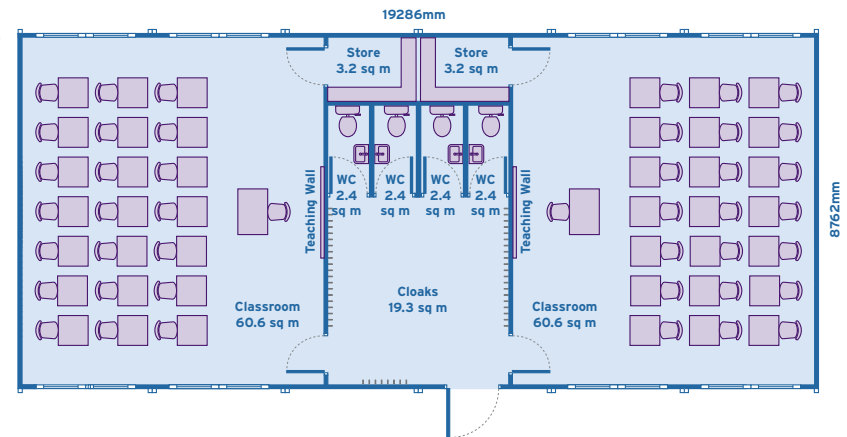 19286mm
Store
3.2 sq m
Store
3.2 sq m
WC
2.4
sq m
WC
2.4
sq m
WC
2.4
sq m
WC
2.4
sq m
Teaching Wall
Teaching Wall
8762mm
Cloaks
19.3 sq m
Classroom
60.6 sq m
Classroom
60.6 sq m